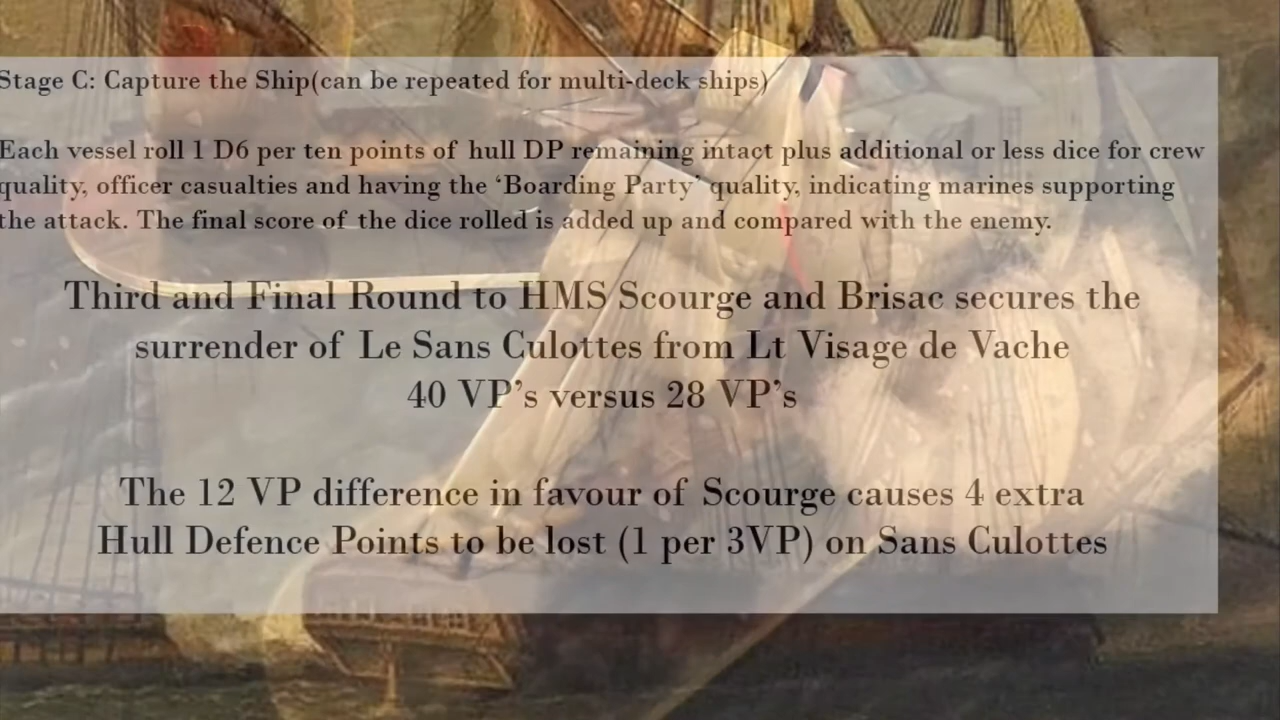 Stage C: Capture the Ship(can be repeated for multi-deck ships)
Each vessel roll 1 D6 per ten points of hull DP remaining intact plus additional or less dice for crew
quality, officer casualties and having the ‘Boarding Party’ quality, indicating marines supporting
the attack. The final score of the dice rolled is added up and compared with the enemy.
Third and Final Round to HMS Scourge and Brisac secures the
surrender of Le Sans Culottes from Lt Visage de Vache
40 VP’s versus 28 VP’s
The 12 VP difference in favour of Scourge causes 4 extra
Hull Defence Points to be lost (1 per 3VP) on Sans Culottes